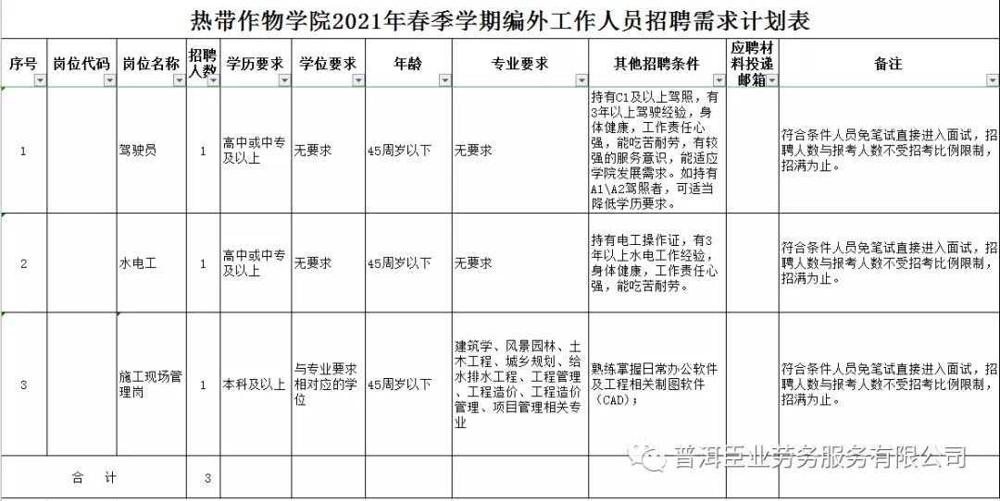 热带作物学院2021年春季学期编外工作人员招聘需求计划表
序号 岗位代码 岗位名称 招聘人数 学历要求 学位要求 年龄 专业要求 其他招聘条件 应聘材料投递邮箱 备注
1 驾驶员 1 高中或中专及以上 无要求 45周岁以下 无要求
持有C1及以上驾照，有
3年以上驾驶经验，身
体健康，工作责任心
强，能吃苦耐劳，有较
强的服务意识，能适应
学院发展需求。如持有
A1\A2驾照者，可适当
降低学历要求。
符合条件人员免笔试直接进入面试，招
聘人数与报考人数不受招考比例限制，
招满为止。
2 水电工 1 高中或中专及以上 无要求 45周岁以下 无要求
持有电工操作证，有3
年以上水电工作经验，
身体健康，工作责任心
强，能吃苦耐劳。
符合条件人员免笔试直接进入面试，招
聘人数与报考人数不受招考比例限制，
招满为止。
3 施工现场管理岗 1 本科及以上 与专业要求相对应的学位 45周岁以下
建筑学、风景园林、土
木工程、城乡规划、给
水排水工程、工程管理
、工程造价、工程造价
管理、项目管理相关专
业
熟练掌握日常办公软件
及工程相关制图软件
（CAD）；
符合条件人员免笔试直接进入面试，招
聘人数与报考人数不受招考比例限制，
招满为止。
合 计 3
普洱臣业劳务服务有限公司